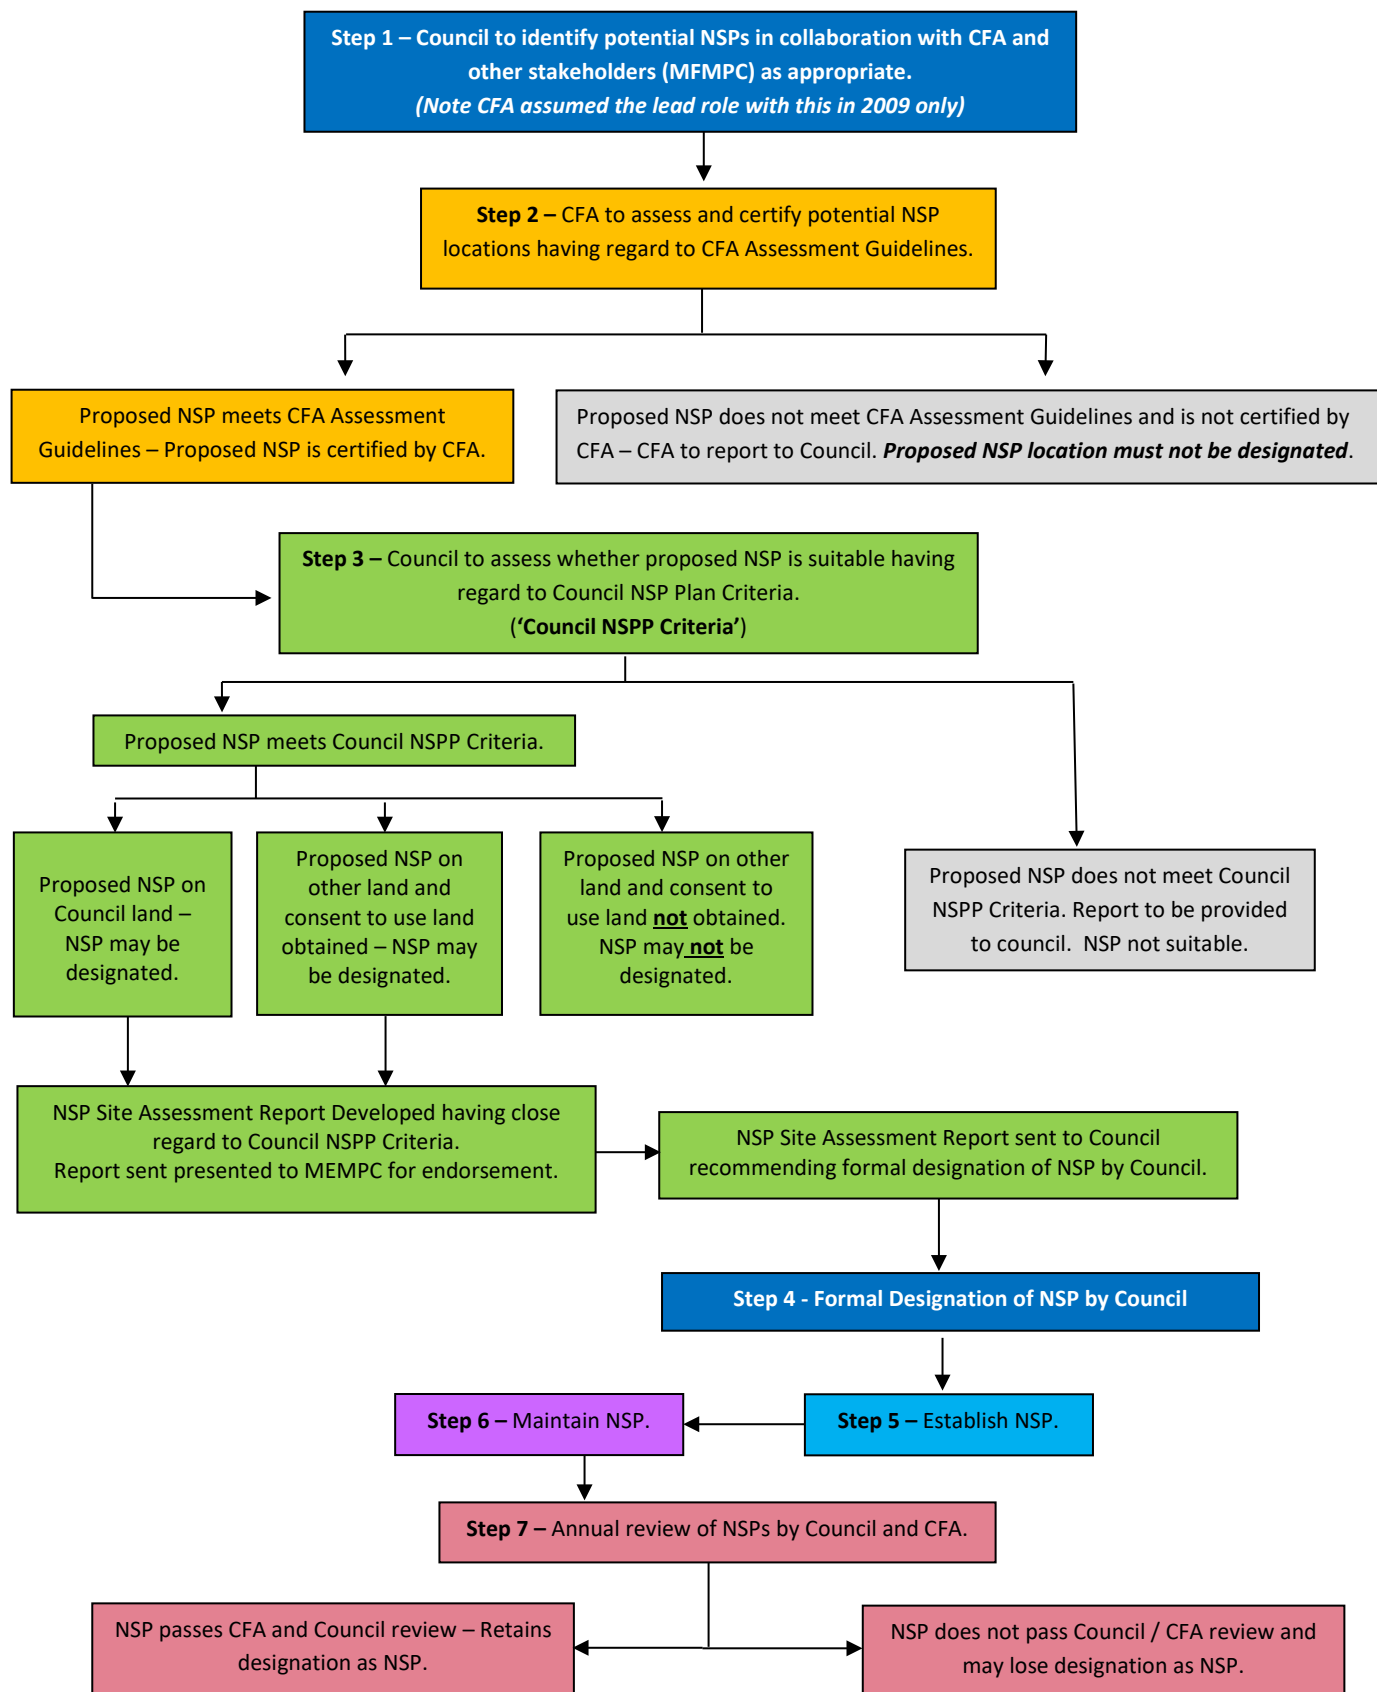 Step 1 – Council to identify potential NSPs in collaboration with CFA and
other stakeholders (MFMPC) as appropriate.
(Note CFA assumed the lead role with this in 2009 only)
Step 2 – CFA to assess and certify potential NSP
locations having regard to CFA Assessment Guidelines.
Proposed NSP meets CFA Assessment
Guidelines – Proposed NSP is certified by CFA.
Proposed NSP does not meet CFA Assessment Guidelines and is not certified by
CFA – CFA to report to Council. Proposed NSP location must not be designated.
Step 3 – Council to assess whether proposed NSP is suitable having
regard to Council NSP Plan Criteria.
(‘Council NSPP Criteria’)
Proposed NSP meets Council NSPP Criteria.
Proposed NSP on
Council land –
NSP may be
designated.
Proposed NSP on
other land and
consent to use land
obtained – NSP may
be designated.
Proposed NSP on other
land and consent to
use land not obtained.
NSP may not be
designated.
Proposed NSP does not meet Council
NSPP Criteria. Report to be provided
to council.  NSP not suitable.
NSP Site Assessment Report Developed having close
regard to Council NSPP Criteria.
Report sent presented to MEMPC for endorsement.
NSP Site Assessment Report sent to Council
recommending formal designation of NSP by Council.
Step 4 - Formal Designation of NSP by Council
Step 6 – Maintain NSP.
Step 5 – Establish NSP.
Step 7 – Annual review of NSPs by Council and CFA.
NSP passes CFA and Council review – Retains
designation as NSP.
NSP does not pass Council / CFA review and
may lose designation as NSP.